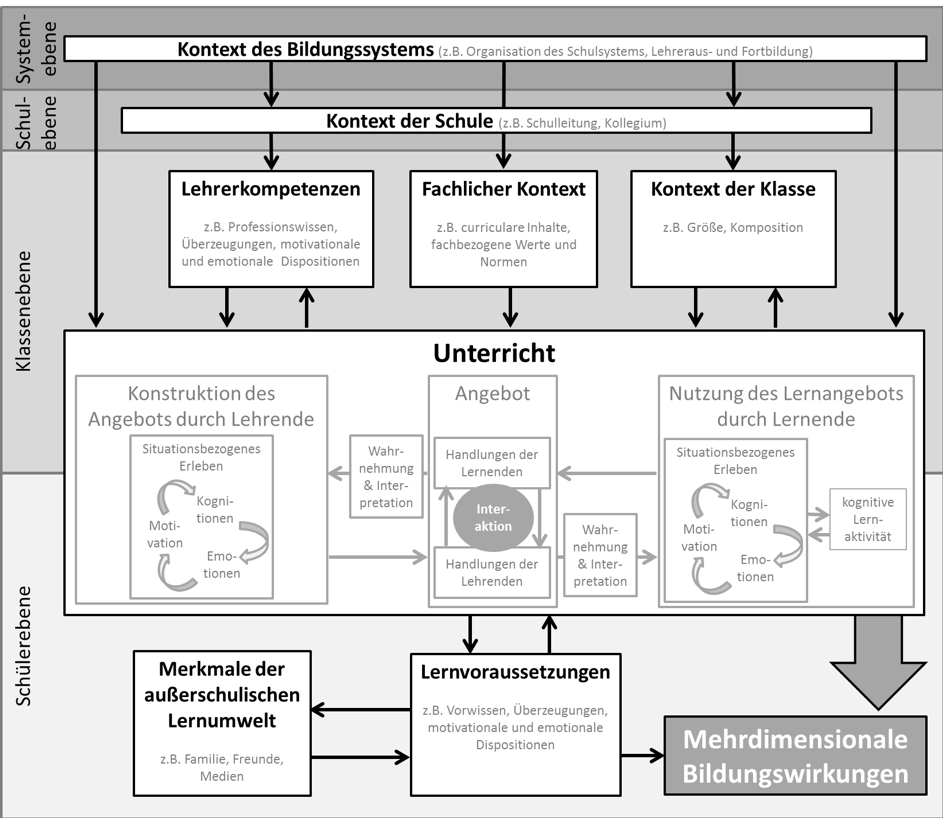 System-
ebene
Kontext des Bildungssystems (z.B. Organisation des Schulsystems, Lehreraus- und Fortbildung)
Schul-
ebene
Kontext der Schule (z.B. Schulleitung, Kollegium)
Klassenebene
Lehrerkompetenzen
z.B. Professionswissen,
Überzeugungen, motivationale
und emotionale Dispositionen
Fachlicher Kontext
z.B. curriculare Inhalte,
fachbezogene Werte und
Normen
Kontext der Klasse
z.B. Größe, Komposition
Unterricht
Konstruktion des
Angebots durch Lehrende
Situationsbezogenes
Erleben
Kogni-
tionen
Moti-
vation
Emo-
tionen
Wahr-
nehmung
& Inter-
pretation
Angebot
Handlungen der
Lernenden
Inter-
aktion
Handlungen der
Lehrenden
Wahr-
nehmung
& Inter-
pretation
Nutzung des Lernangebots
durch Lernende
Situationsbezogenes
Erleben
Kogni-
tionen
Moti-
vation
Emo-
tionen
kognitive
Lern-
aktivität
Schülerebene
Merkmale der
außerschulischen
Lernumwelt
z.B. Familie, Freunde,
Medien
Lernvoraussetzungen
z.B. Vorwissen, Überzeugungen,
motivationale und emotionale
Dispositionen
Mehrdimensionale
Bildungswirkungen